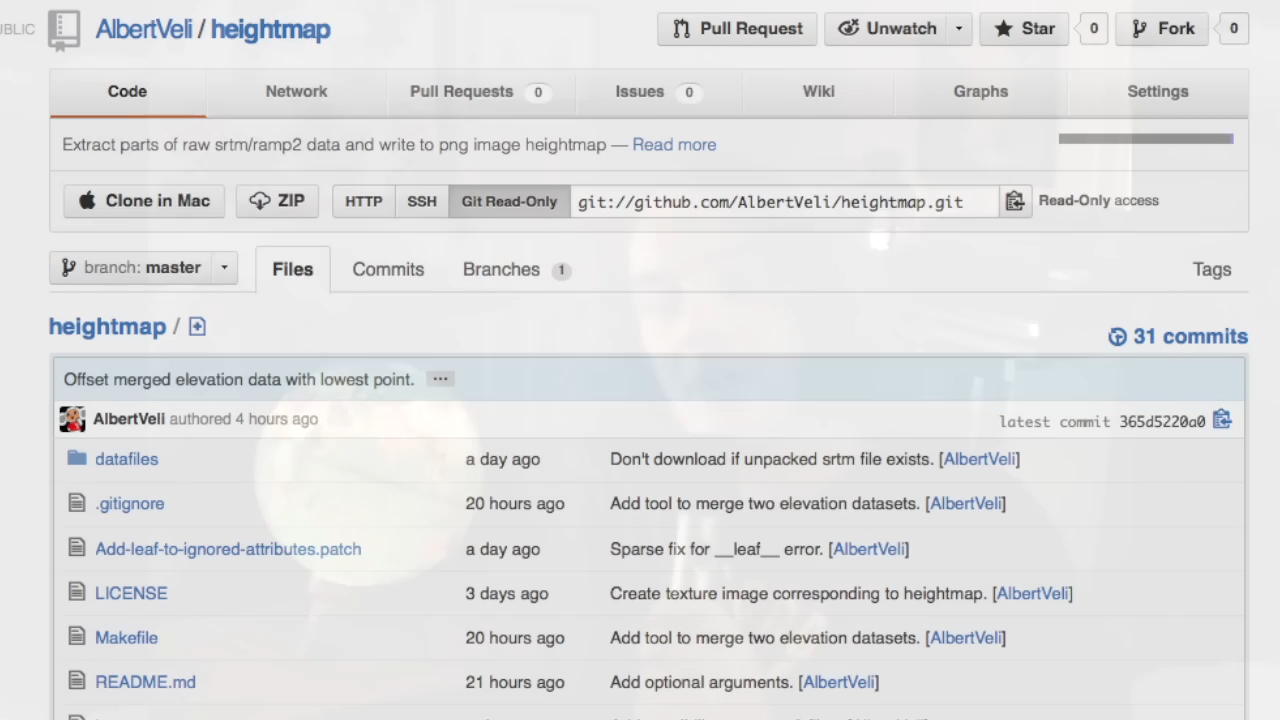 UBLIC AlbertVeli / heightmap Pull Request Unwatch Star 0 Fork 0
Code Network Pull Requests 0 Issues 0 Wiki Graphs Settings
Extract parts of raw srtm/ramp2 data and write to png image heightmap — Read more
Clone in Mac ZIP HTTP SSH Git Read-Only git://github.com/AlbertVeli/heightmap.git Read-Only access
branch: master Files Commits Branches 1 Tags
heightmap / 31 commits
Offset merged elevation data with lowest point. ...
AlbertVeli authored 4 hours ago latest commit 365d5220a0
datafiles a day ago Don't download if unpacked srtm file exists. [AlbertVeli]
.gitignore 20 hours ago Add tool to merge two elevation datasets. [AlbertVeli]
Add-leaf-to-ignored-attributes.patch a day ago Sparse fix for __leaf__ error. [AlbertVeli]
LICENSE 3 days ago Create texture image corresponding to heightmap. [AlbertVeli]
Makefile 20 hours ago Add tool to merge two elevation datasets. [AlbertVeli]
README.md 21 hours ago Add optional arguments. [AlbertVeli]